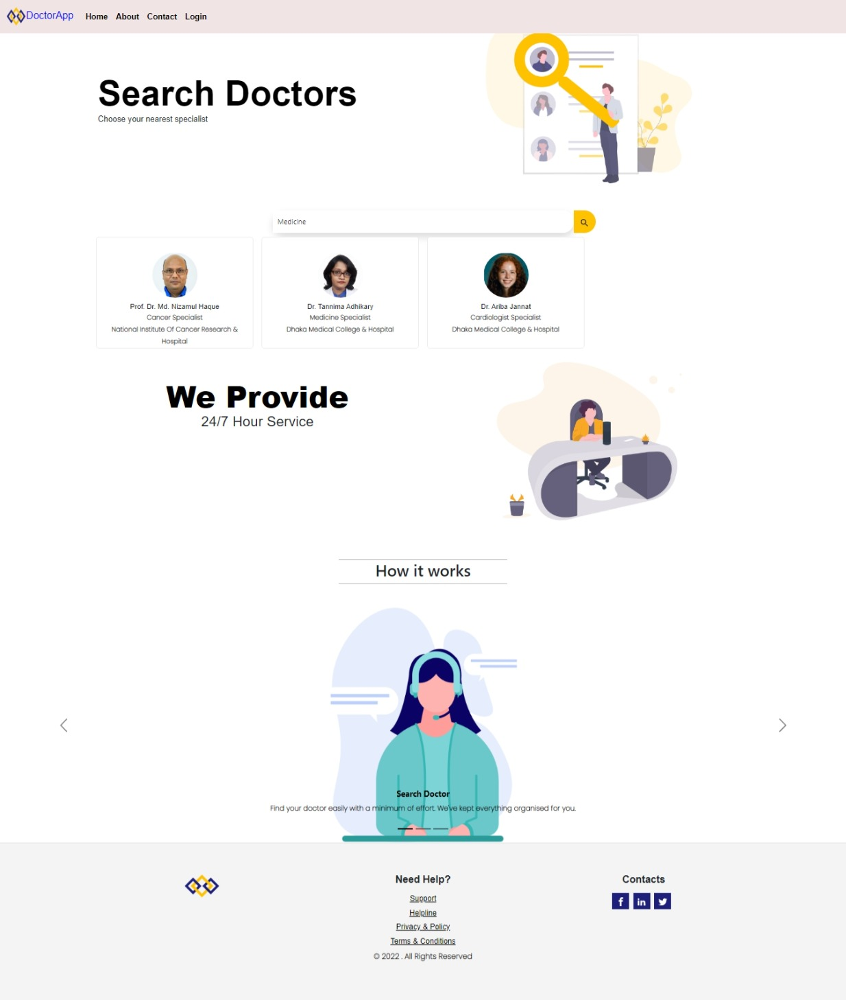 DoctorApp Home About Contact Login
Search Doctors
Choose your nearest specialist
Medicine
Prof. Dr. Md. Nizamul Haque
Cancer Specialist
National Institute Of Cancer Research &
Hospital
Dr. Tannima Adhikary
Medicine Specialist
Dhaka Medical College & Hospital
Dr. Ariba Jannat
Cardiologist Specialist
Dhaka Medical College & Hospital
We Provide
24/7 Hour Service
How it works
Search Doctor
Find your doctor easily with a minimum of effort. We've kept everything organised for you.
Need Help?
Support
Helpline
Privacy & Policy
Terms & Conditions
© 2022 . All Rights Reserved
Contacts